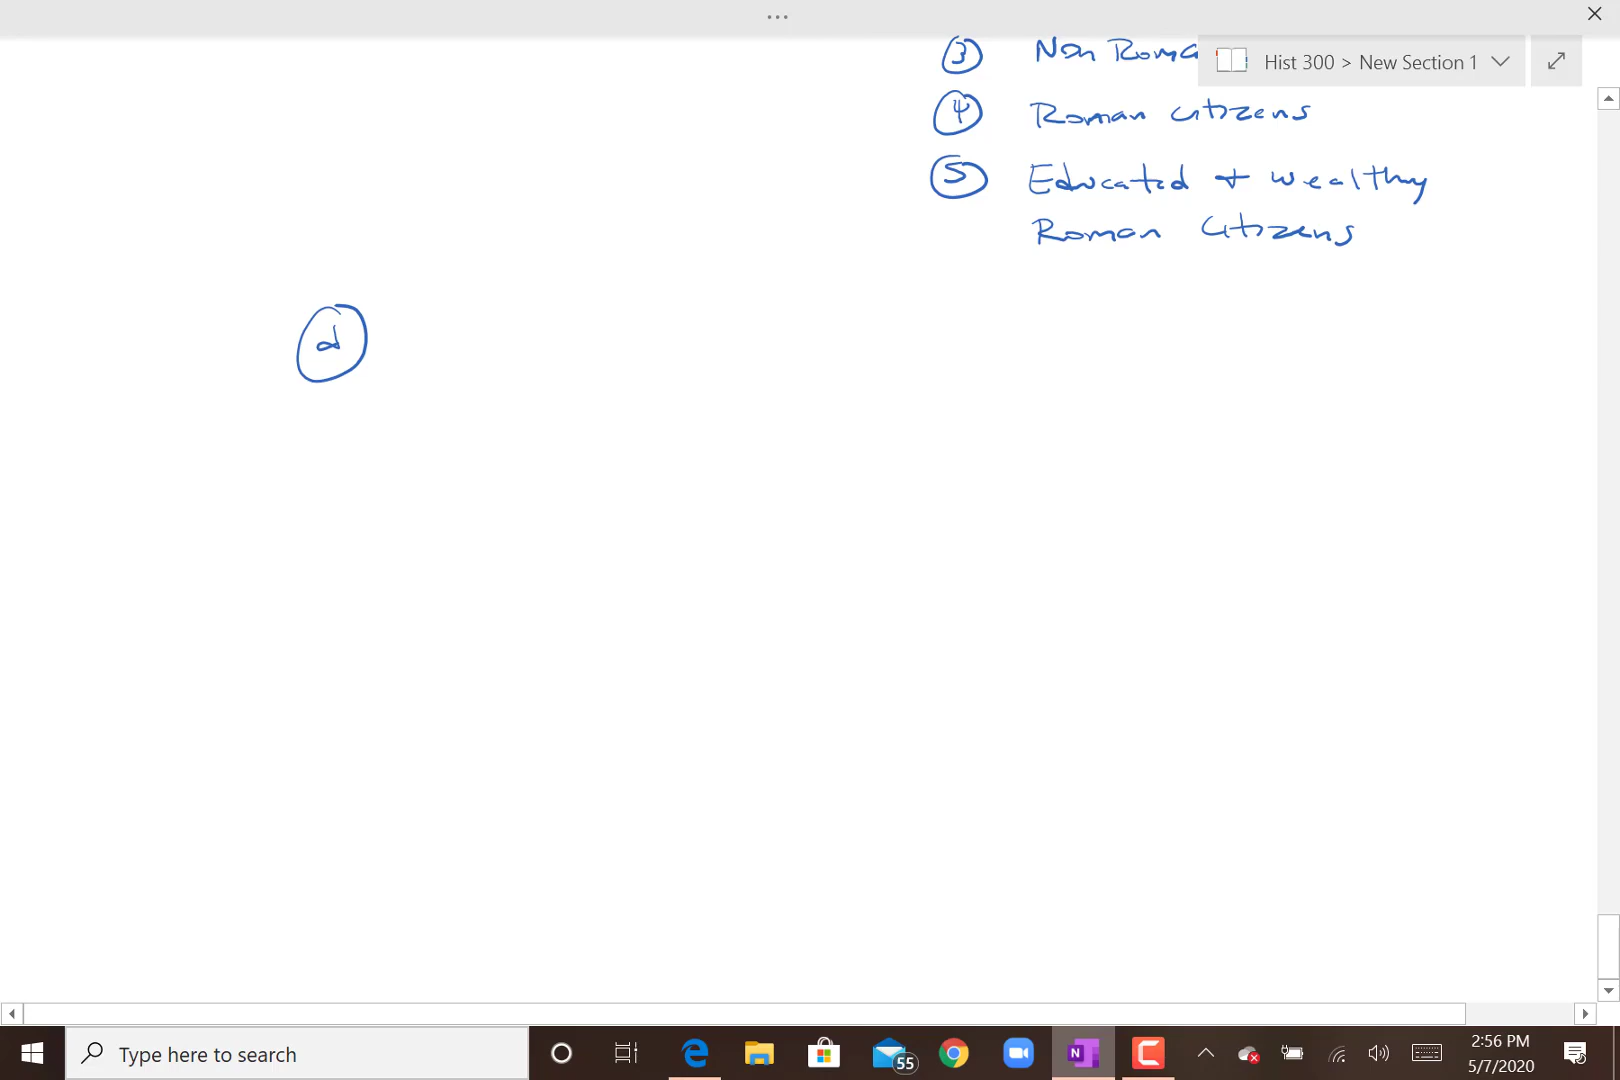 ③ Non Roma
Hist 300 > New Section 1
④ Roman citizens
⑤ Educated + wealthy
Roman citizens
ⓓ
Type here to search
55
2:56 PM
5/7/2020